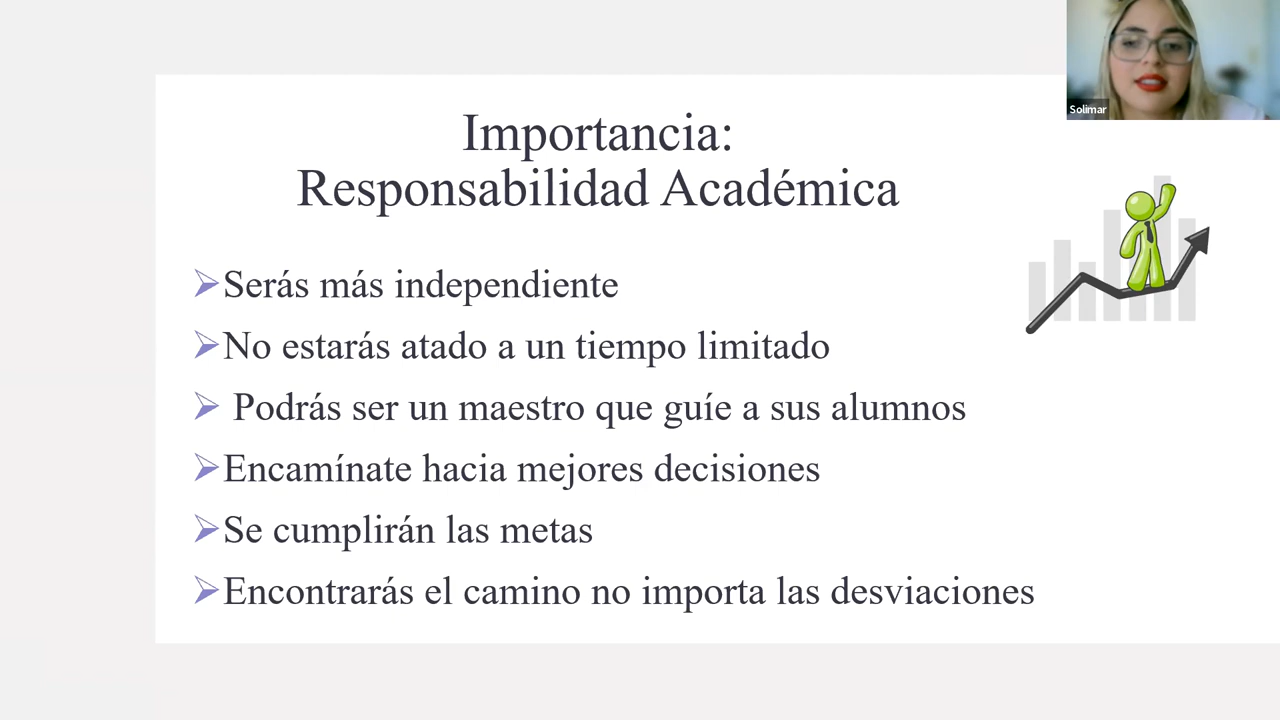 Solimar
Importancia:
Responsabilidad Académica
Serás más independiente
No estarás atado a un tiempo limitado
Podrás ser un maestro que guíe a sus alumnos
Encamínate hacia mejores decisiones
Se cumplirán las metas
Encontrarás el camino no importa las desviaciones